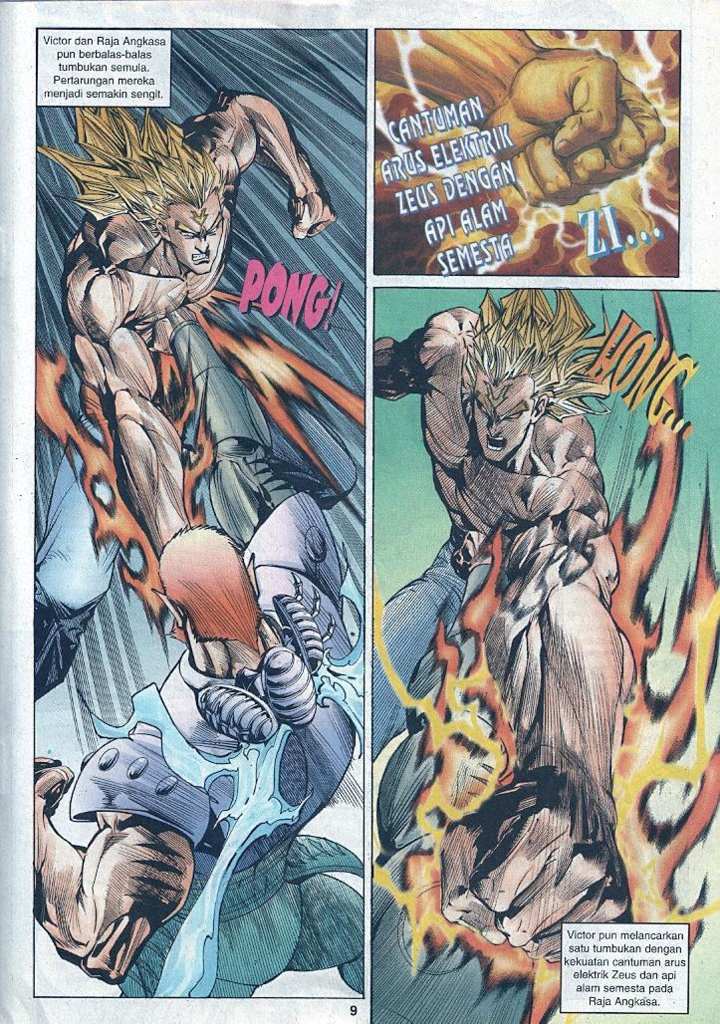 Victor dan Raja Angkasa
pun berbalas-balas
tumbukan semula.
Pertarungan mereka
menjadi semakin sengit.
PONG!
CANTUMAN
ARUS ELEKTRIK
ZEUS DENGAN
API ALAM
SEMESTA
ZI...
HONG...
Victor pun melancarkan
satu tumbukan dengan
kekuatan cantuman arus
elektrik Zeus dan api
alam semesta pada
Raja Angkasa.
9